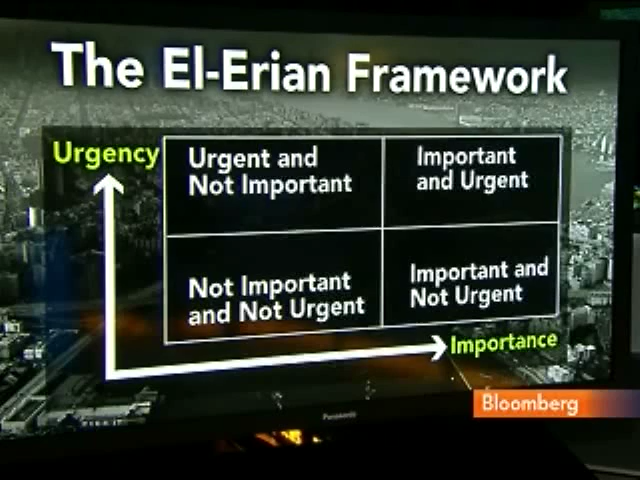 The El-Erian Framework
Urgency
Urgent and
Not Important
Important
and Urgent
Not Important
and Not Urgent
Important and
Not Urgent
Importance
Panasonic
Bloomberg